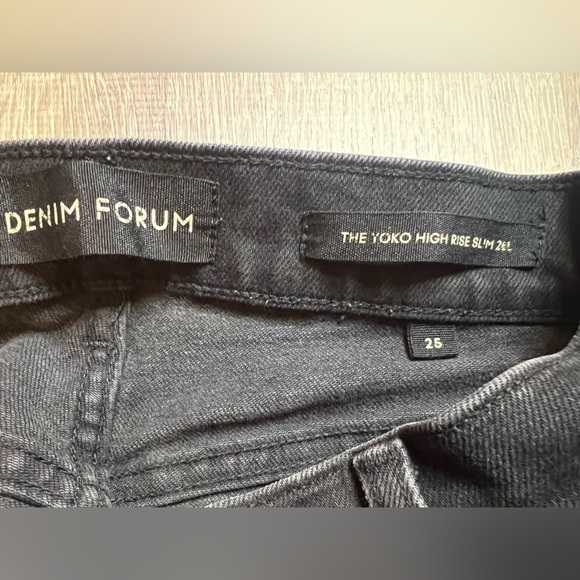 DENIM FORUM
THE YOKO HIGH RISE SLIM
25